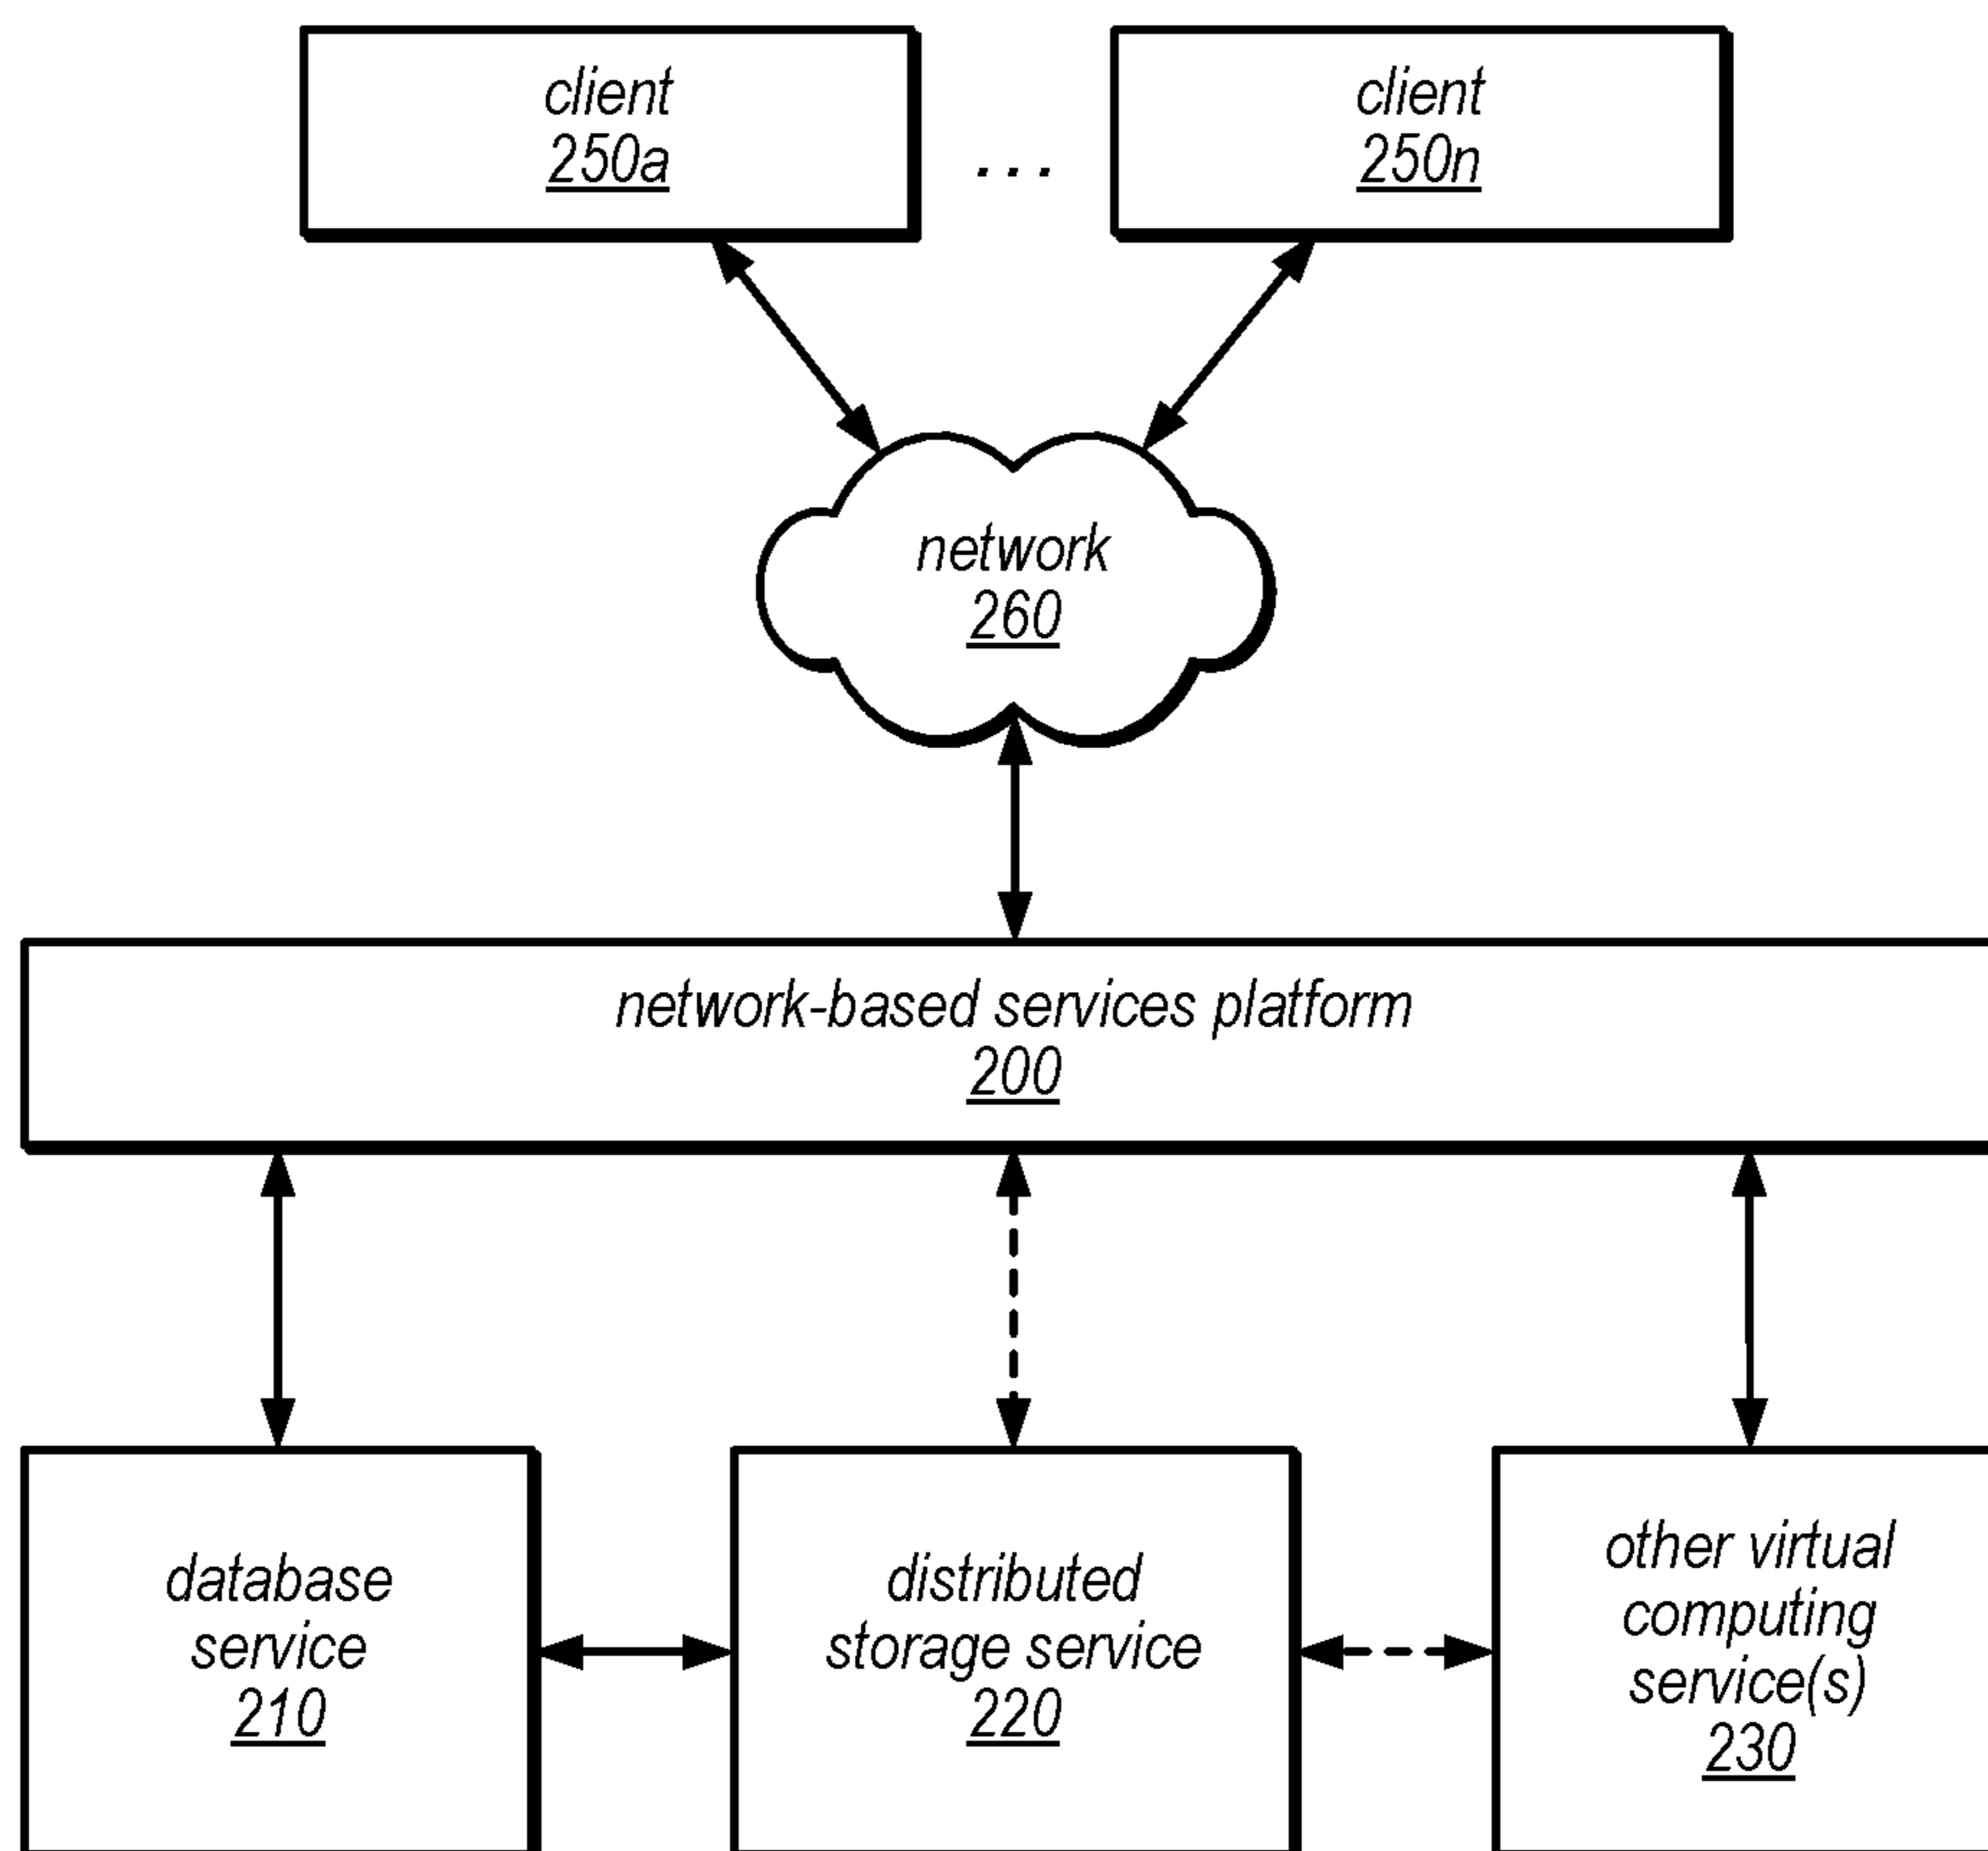 client
250a
...
client
250n
network
260
network-based services platform
200
database
service
210
distributed
storage service
220
other virtual
computing
service(s)
230